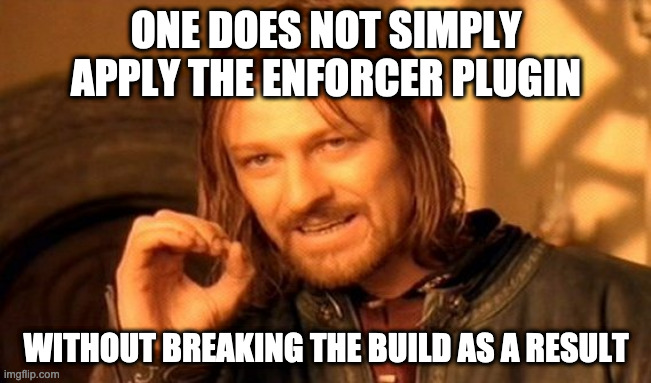 ONE DOES NOT SIMPLY
APPLY THE ENFORCER PLUGIN
WITHOUT BREAKING THE BUILD AS A RESULT
imgflip.com